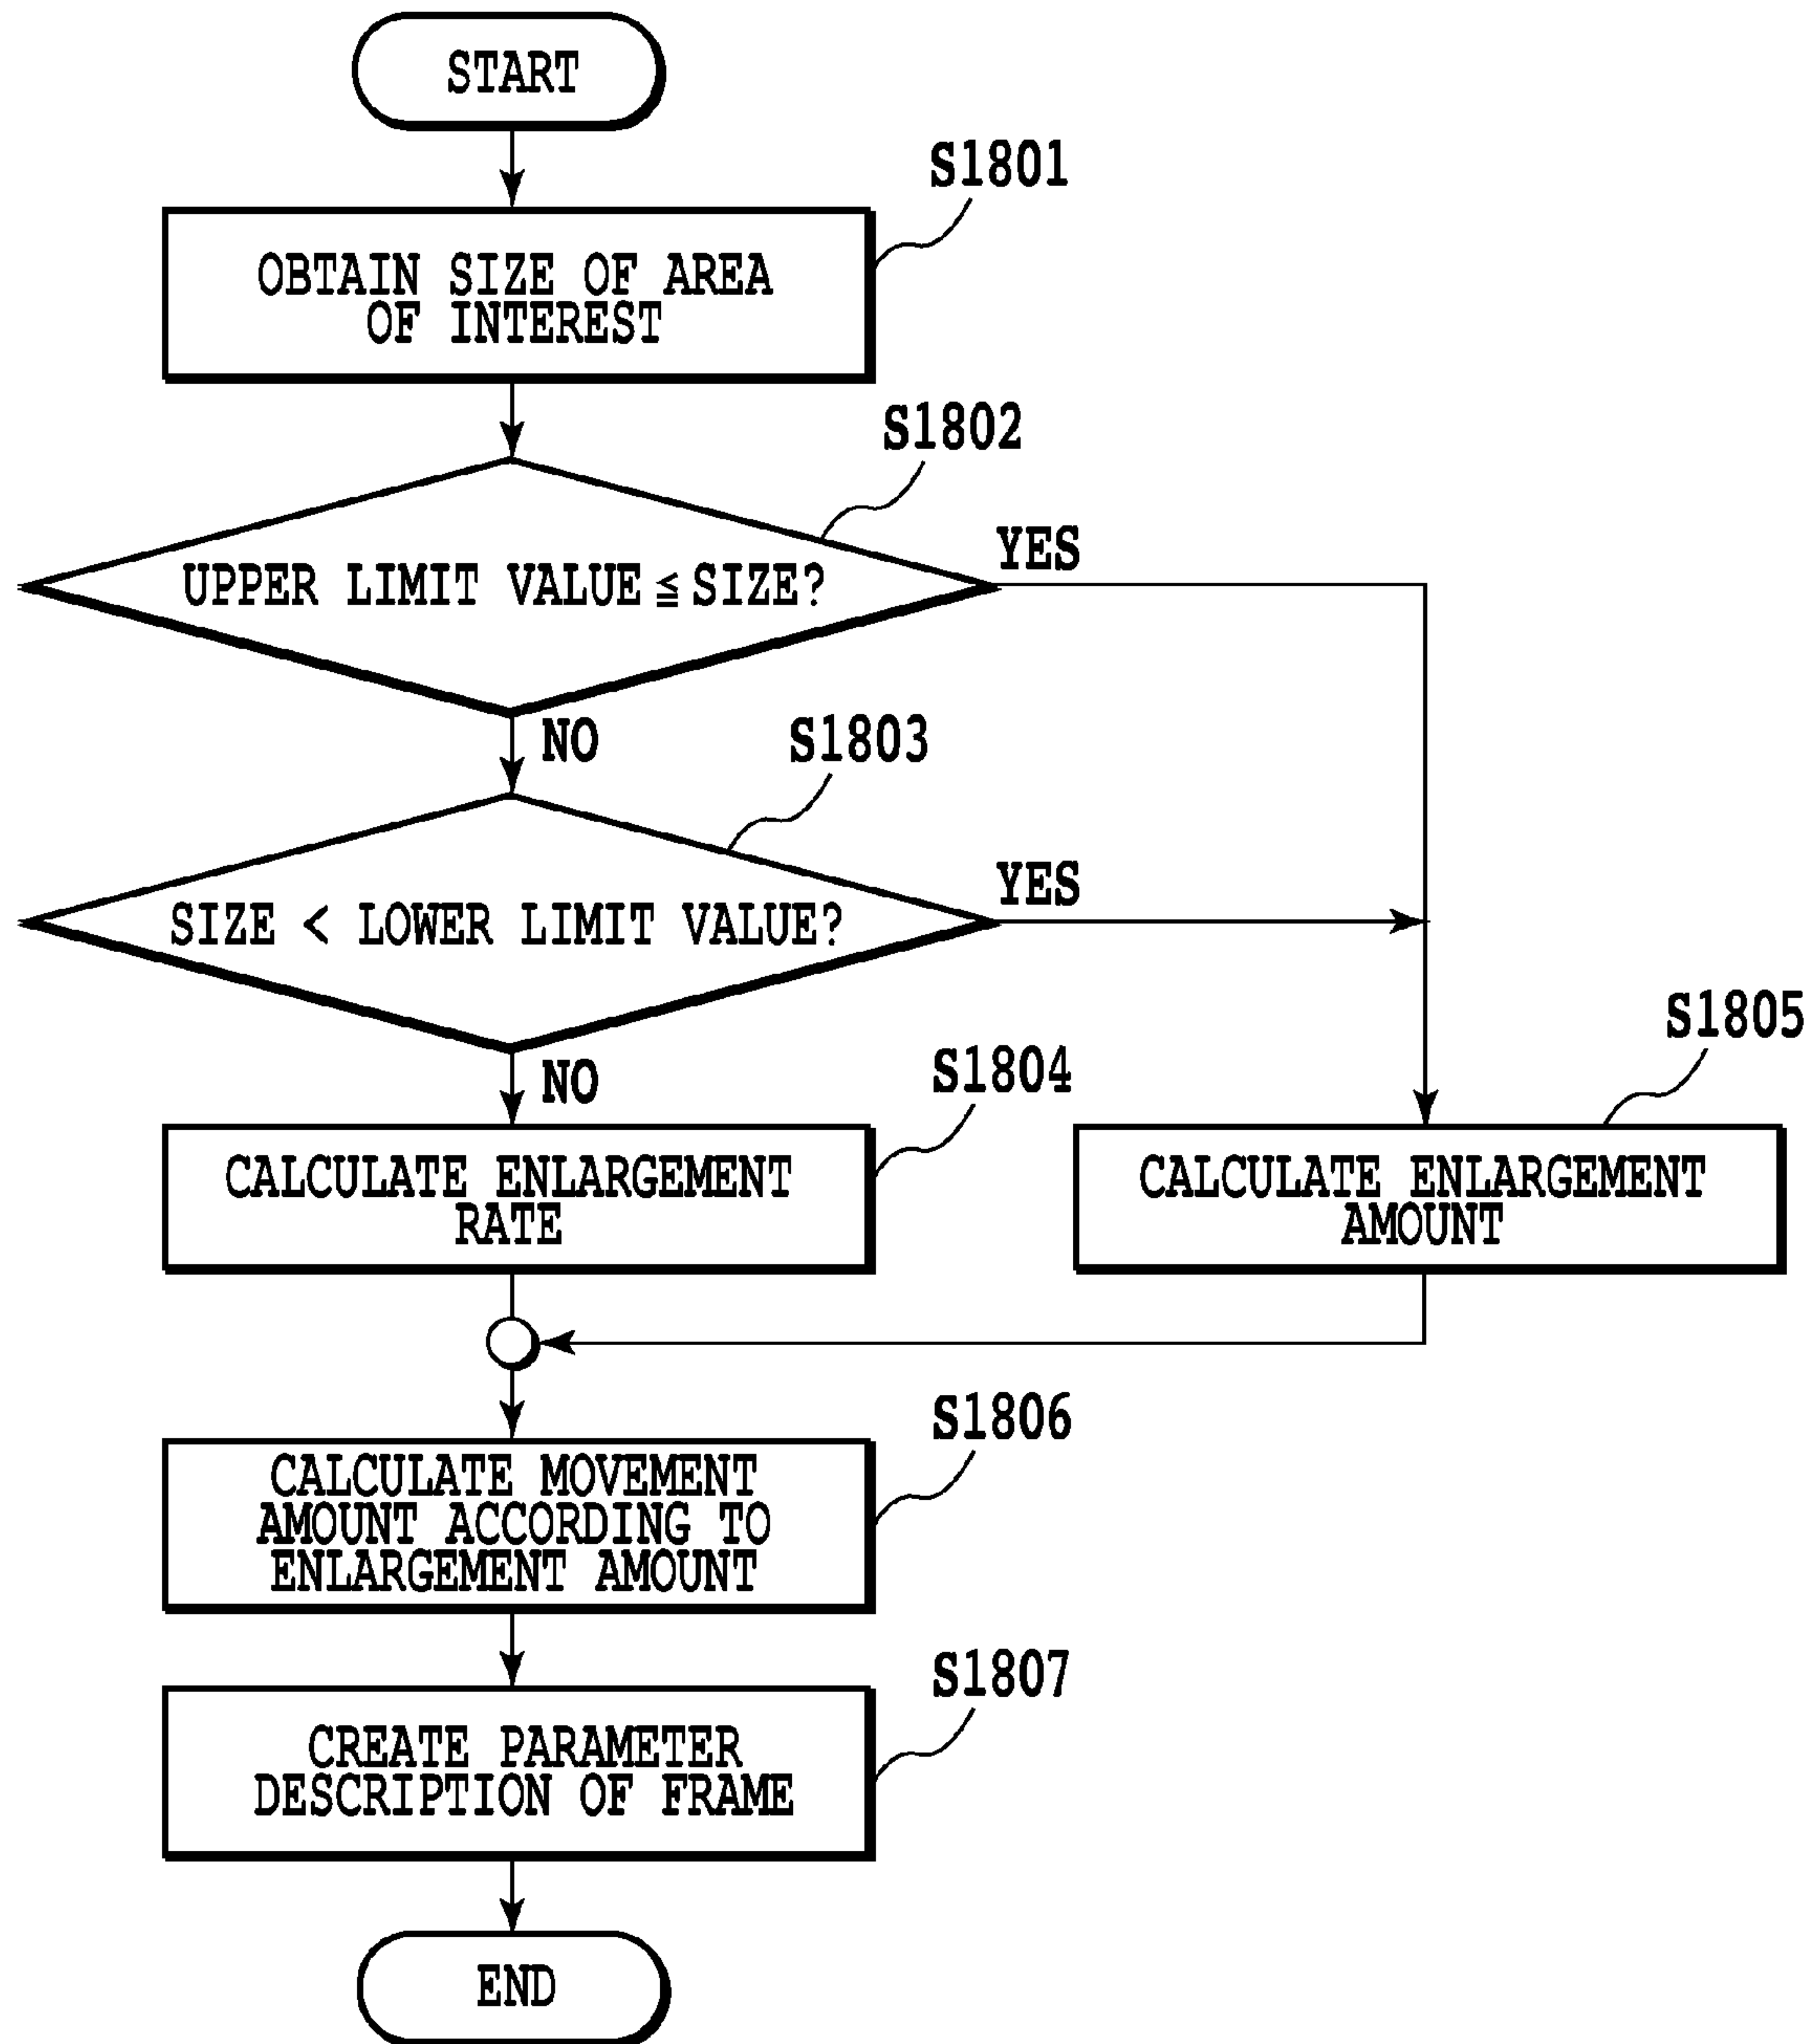 START
S1801
OBTAIN SIZE OF AREA
OF INTEREST
S1802
UPPER LIMIT VALUE ≦ SIZE?
YES
NO
S1803
SIZE < LOWER LIMIT VALUE?
YES
NO
S1804
CALCULATE ENLARGEMENT
RATE
S1805
CALCULATE ENLARGEMENT
AMOUNT
S1806
CALCULATE MOVEMENT
AMOUNT ACCORDING TO
ENLARGEMENT AMOUNT
S1807
CREATE PARAMETER
DESCRIPTION OF FRAME
END